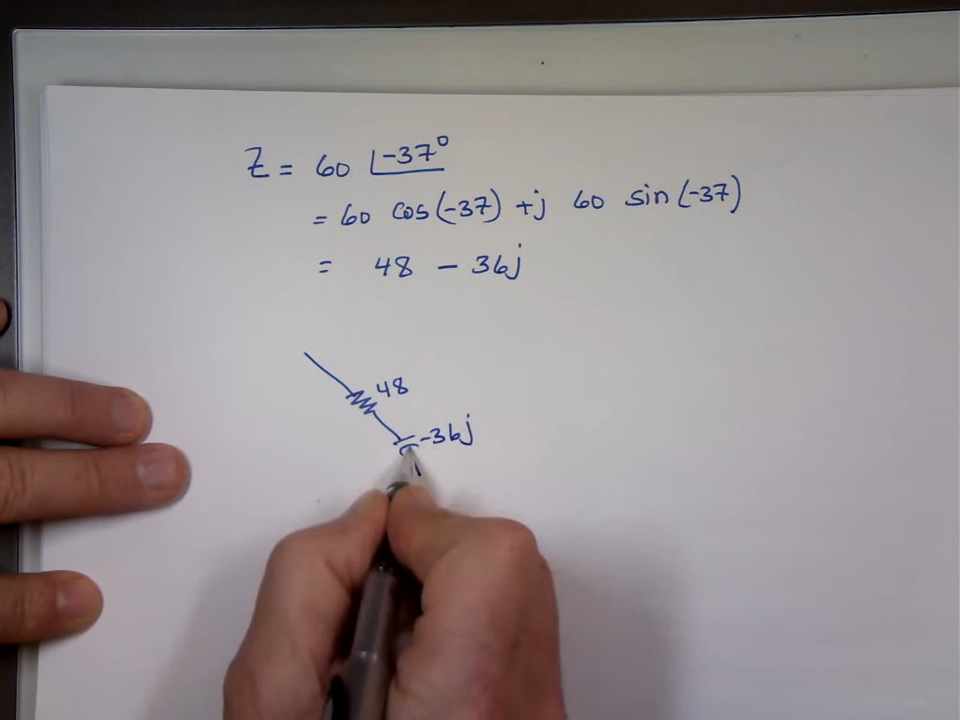 Z = 60 ∠-37°
= 60 cos(-37) + j 60 sin(-37)
= 48 - 36j
48
-36j